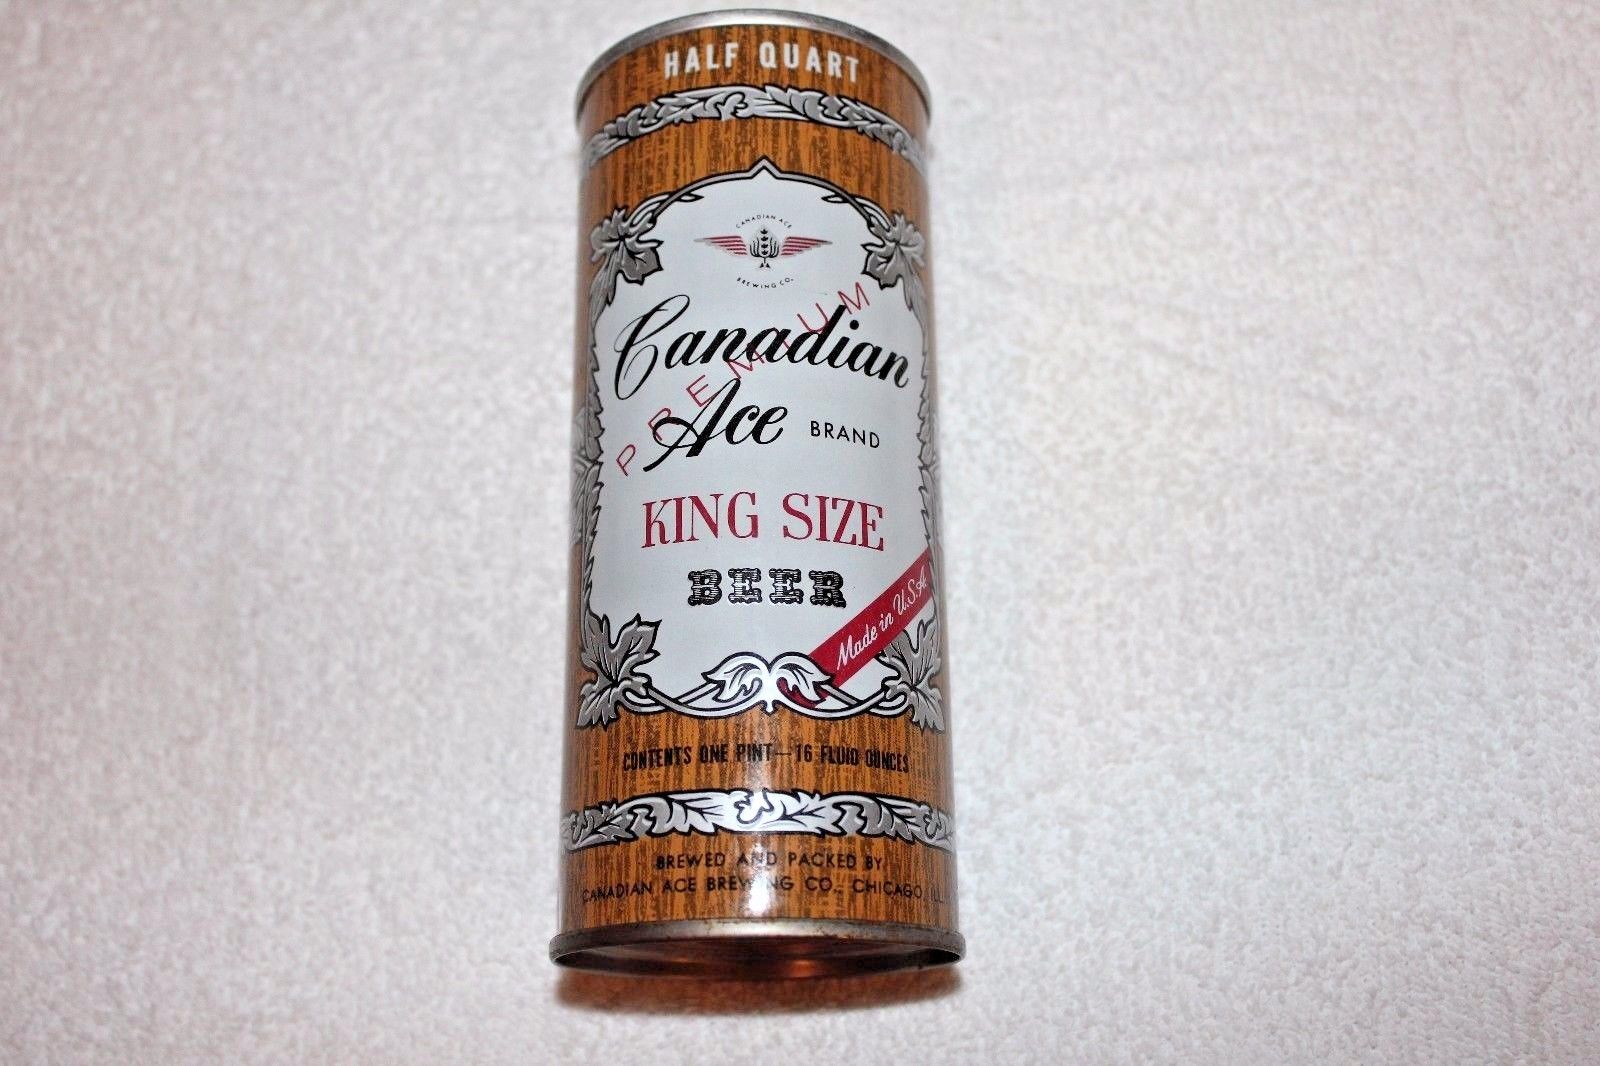 HALF QUART
CANADIAN ACE
BREWING CO.
PREMIUM
Canadian
Ace BRAND
KING SIZE
BEER
Made in U.S.A.
CONTENTS ONE PINT—16 FLUID OUNCES
BREWED AND PACKED BY
CANADIAN ACE BREWING CO., CHICAGO, ILL.